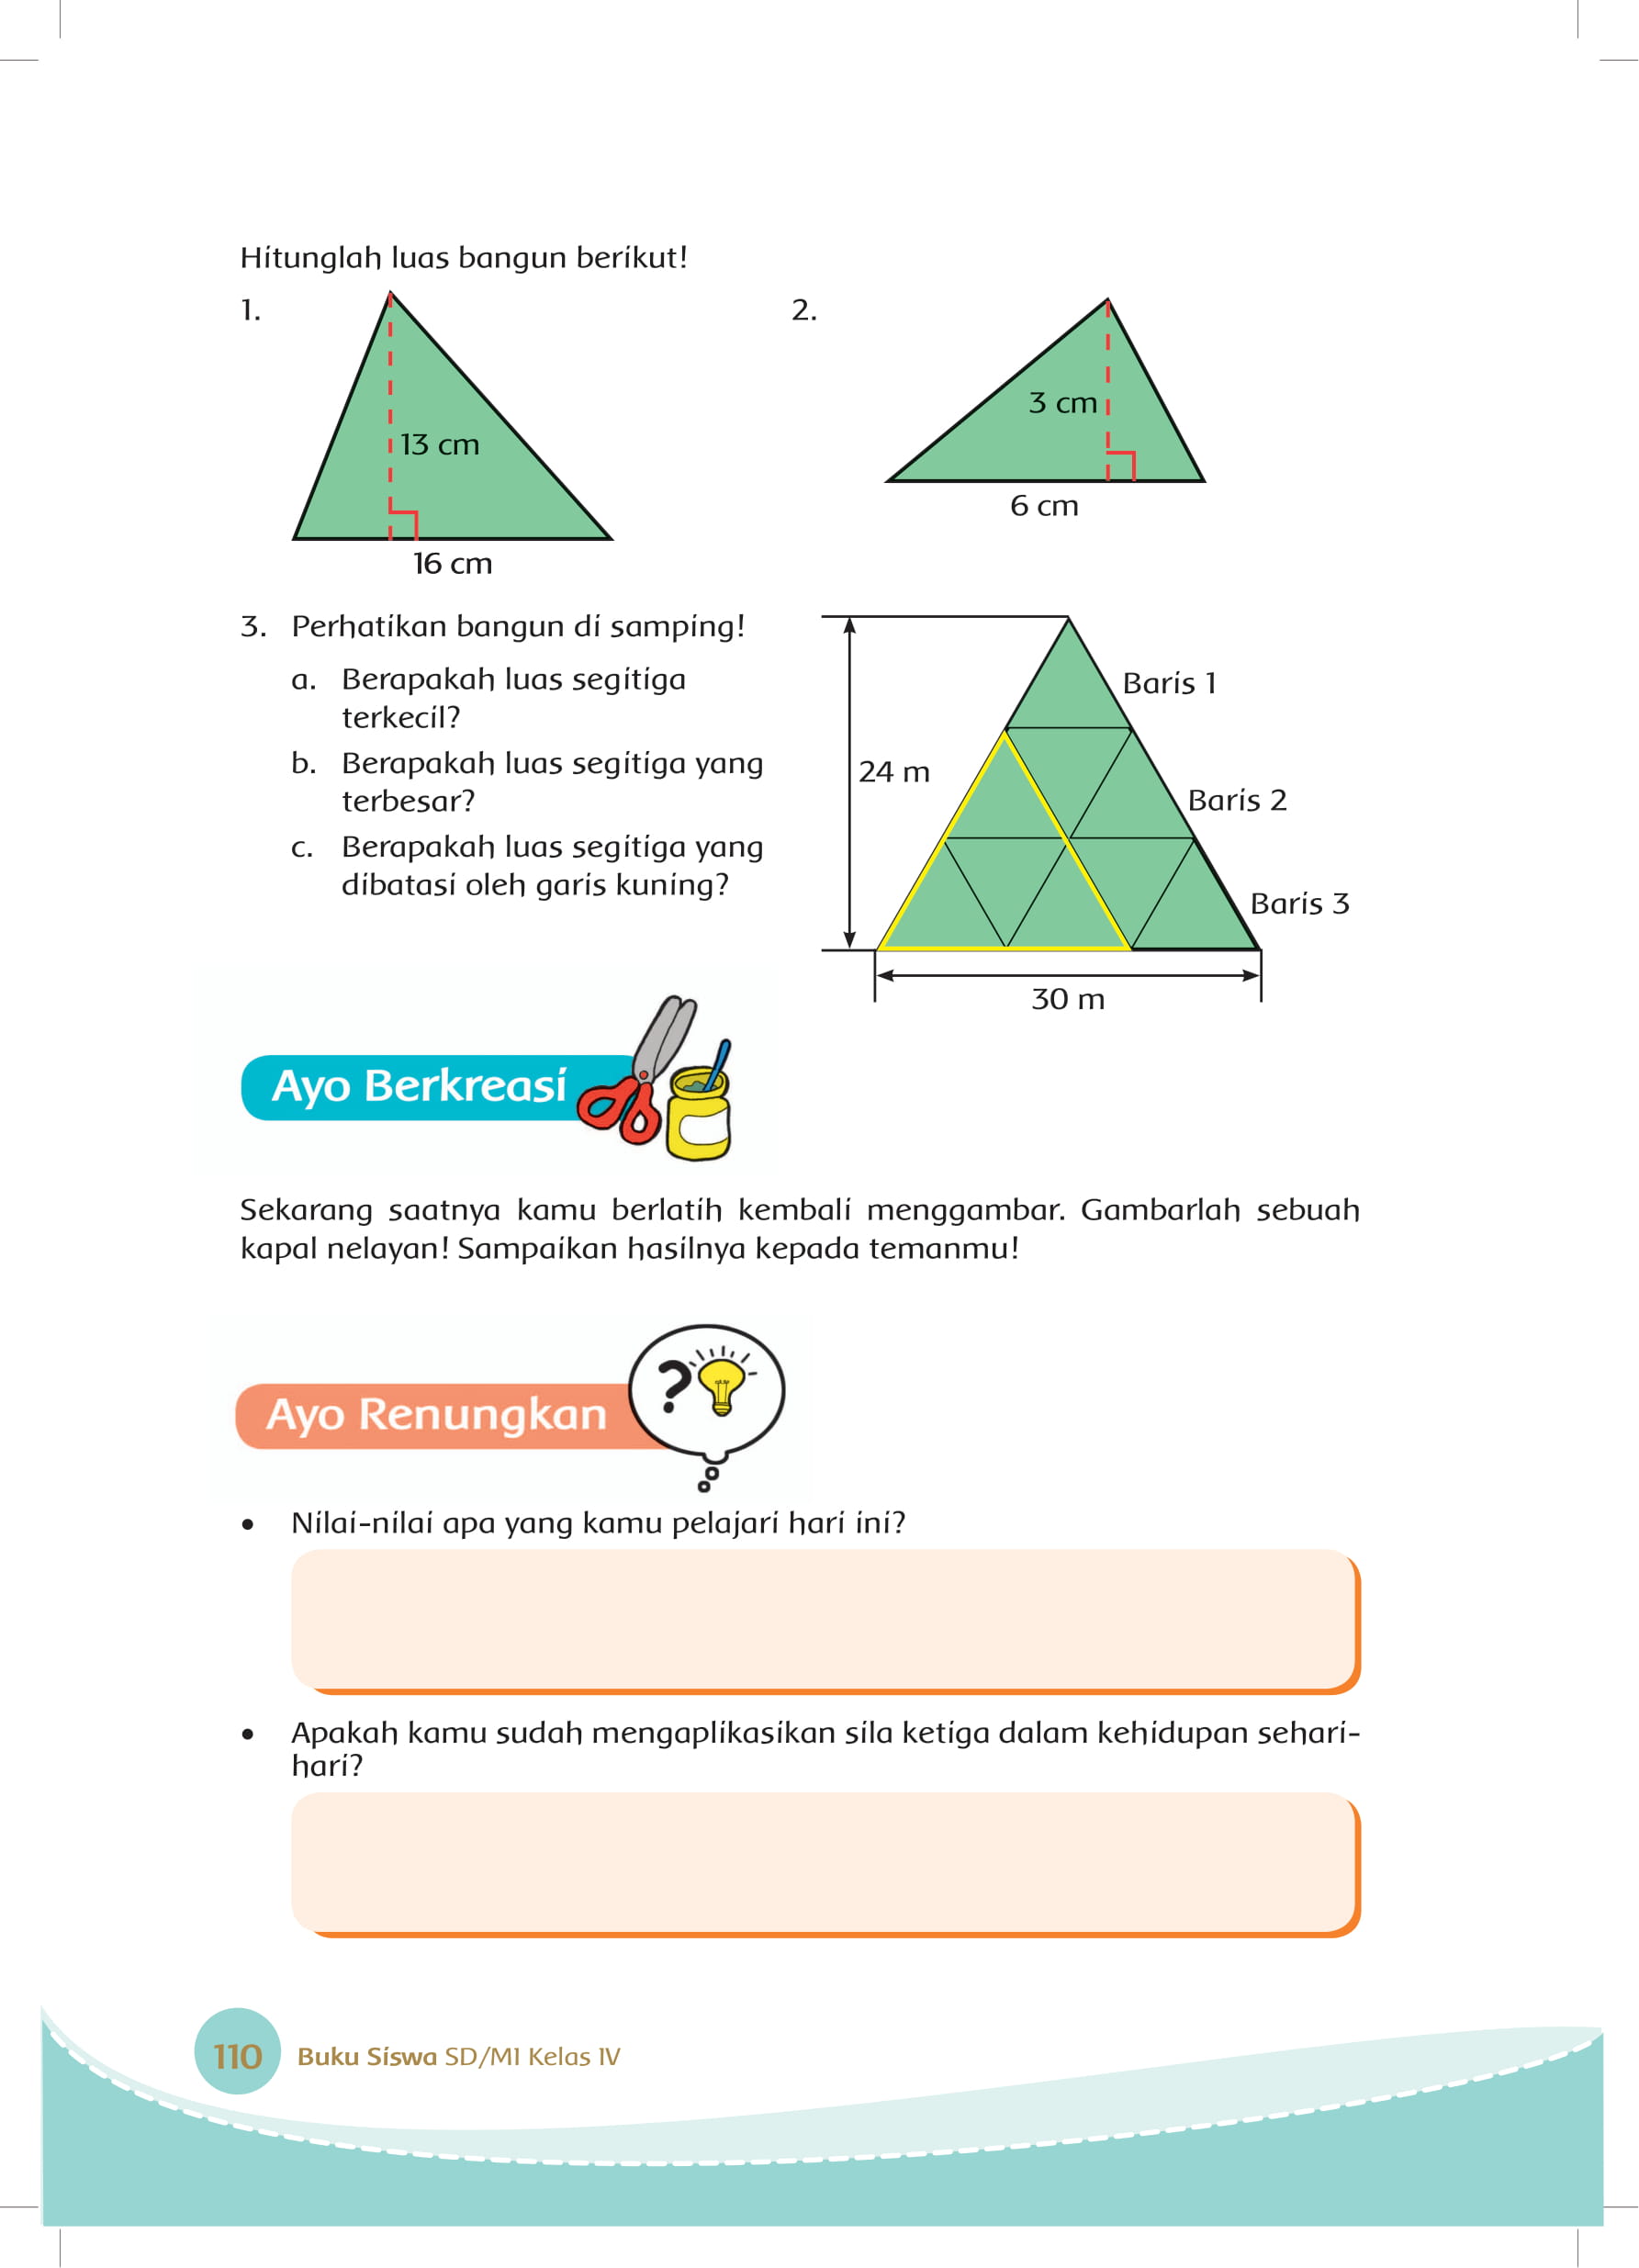 Hitunglah luas bangun berikut!
1.
2.
13 cm
3 cm
16 cm
6 cm
3. Perhatikan bangun di samping!
a. Berapakah luas segitiga
terkecil?
b. Berapakah luas segitiga yang
terbesar?
c. Berapakah luas segitiga yang
dibatasi oleh garis kuning?
Baris 1
24 m
Baris 2
Baris 3
30 m
Ayo Berkreasi
Sekarang saatnya kamu berlatih kembali menggambar. Gambarlah sebuah
kapal nelayan! Sampaikan hasilnya kepada temanmu!
?
Ayo Renungkan
• Nilai-nilai apa yang kamu pelajari hari ini?
• Apakah kamu sudah mengaplikasikan sila ketiga dalam kehidupan sehari-
hari?
110 Buku Siswa SD/MI Kelas IV